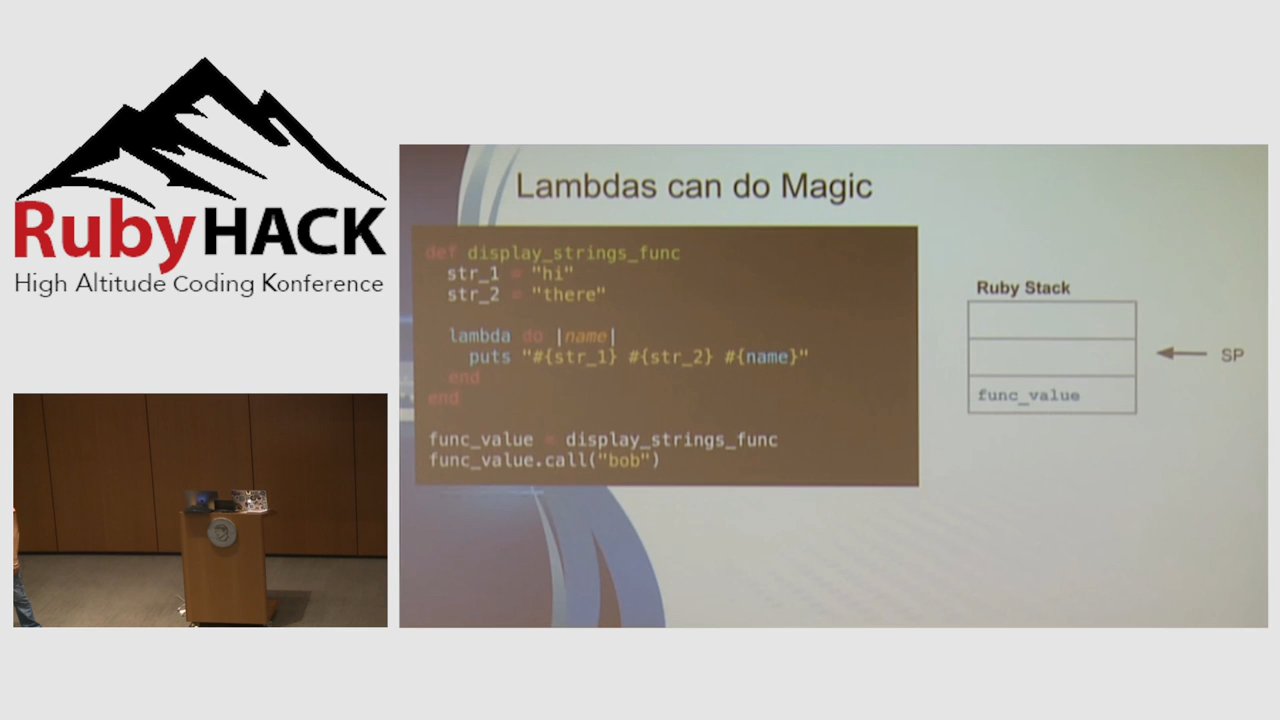 RubyHACK
High Altitude Coding Konference
Lambdas can do Magic
def display_strings_func
str_1 = "hi"
str_2 = "there"
lambda do |name|
puts "#{str_1} #{str_2} #{name}"
end
end
func_value = display_strings_func
func_value.call("bob")
Ruby Stack
SP
func_value